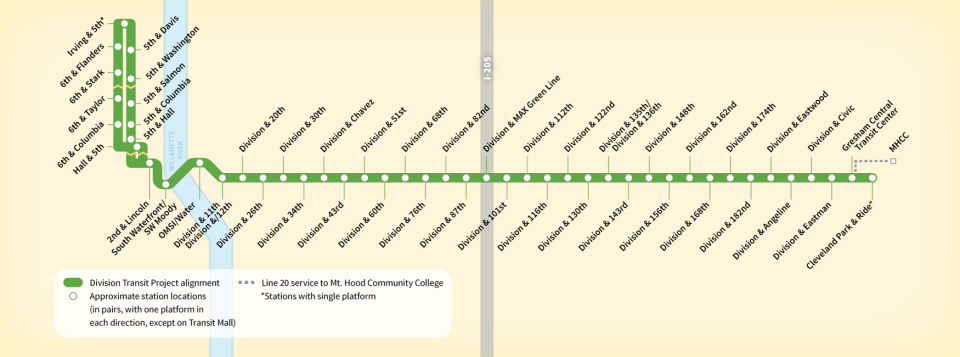 Irving & 5th*
6th & Flanders
6th & Stark
6th & Taylor
6th & Columbia
Hall & 5th
5th & Davis
5th & Washington
5th & Salmon
5th & Columbia
5th & Hall
WILLAMETTE
RIVER
I-205
2nd & Lincoln
South Waterfront/
SW Moody
OMSI/Water
Division & 11th
Division & 12th
Division & 20th
Division & 26th
Division & 30th
Division & 34th
Division & Chavez
Division & 43rd
Division & 51st
Division & 60th
Division & 68th
Division & 76th
Division & 82nd
Division & 87th
Division & MAX Green Line
Division & 101st
Division & 112th
Division & 116th
Division & 122nd
Division & 130th
Division & 135th/
Division & 136th
Division & 143rd
Division & 148th
Division & 156th
Division & 162nd
Division & 168th
Division & 174th
Division & 182nd
Division & Eastwood
Division & Angeline
Division & Civic
Division & Eastman
Gresham Central
Transit Center
Cleveland Park & Ride*
MHCC
Division Transit Project alignment
Approximate station locations
(in pairs, with one platform in
each direction, except on Transit Mall)
Line 20 service to Mt. Hood Community College
*Stations with single platform